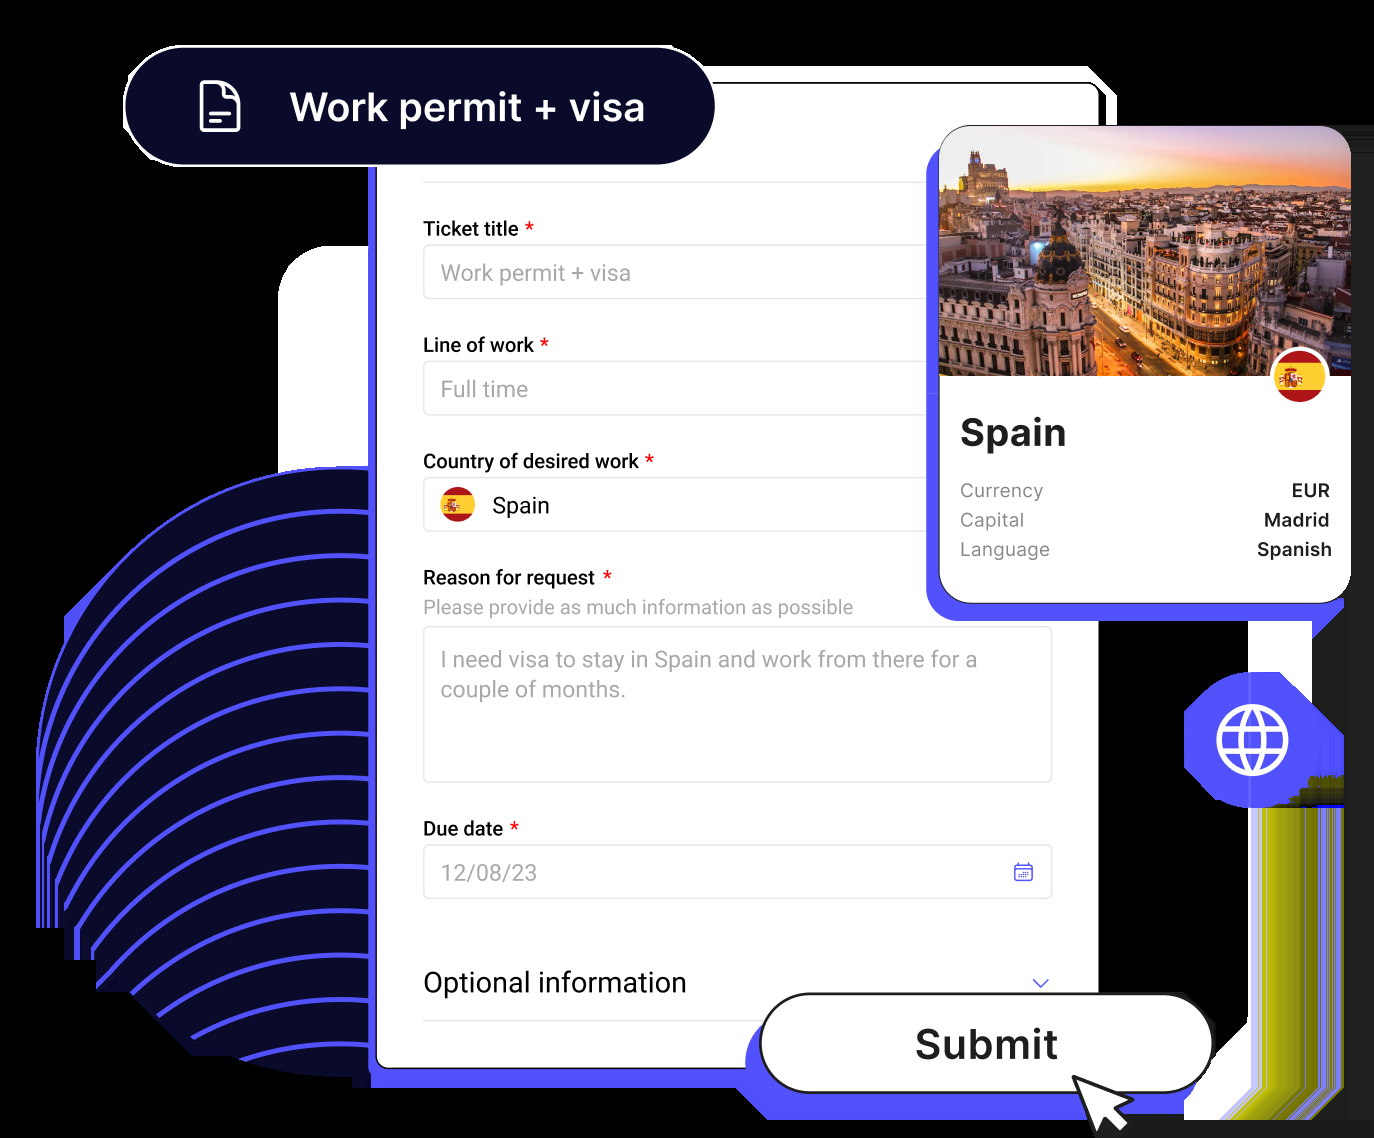 Work permit + visa
Ticket title *
Work permit + visa
Line of work *
Full time
Country of desired work *
Spain
Reason for request *
Please provide as much information as possible
I need visa to stay in Spain and work from there for a
couple of months.
Due date *
12/08/23
Optional information
Submit
Spain
Currency EUR
Capital Madrid
Language Spanish